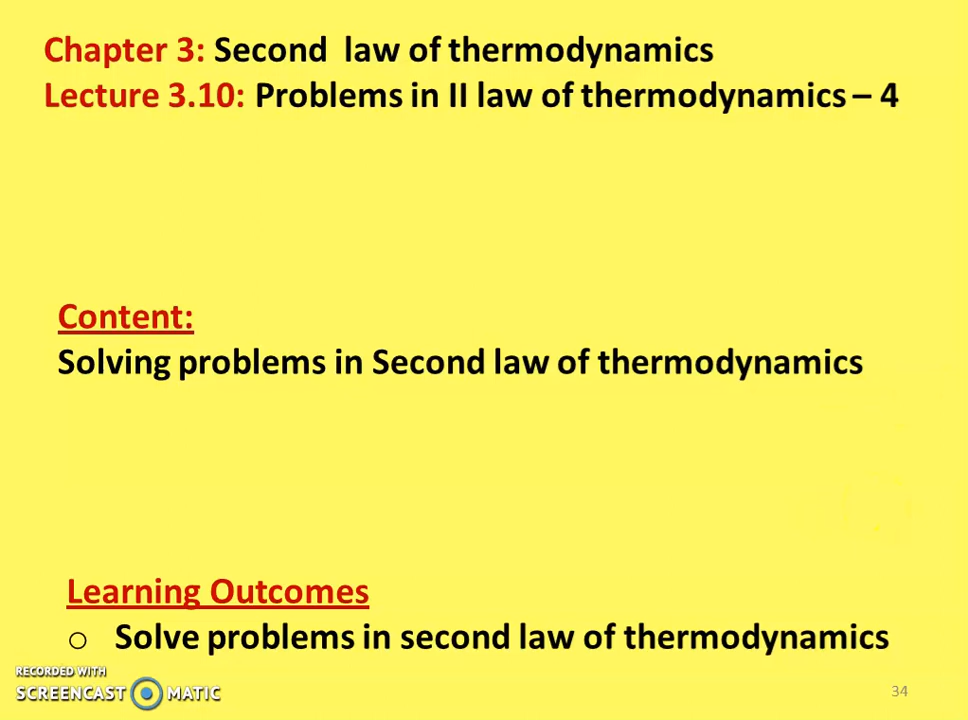 Chapter 3: Second law of thermodynamics
Lecture 3.10: Problems in II law of thermodynamics – 4
Content:
Solving problems in Second law of thermodynamics
Learning Outcomes
o Solve problems in second law of thermodynamics
RECORDED WITH
SCREENCAST MATIC
34